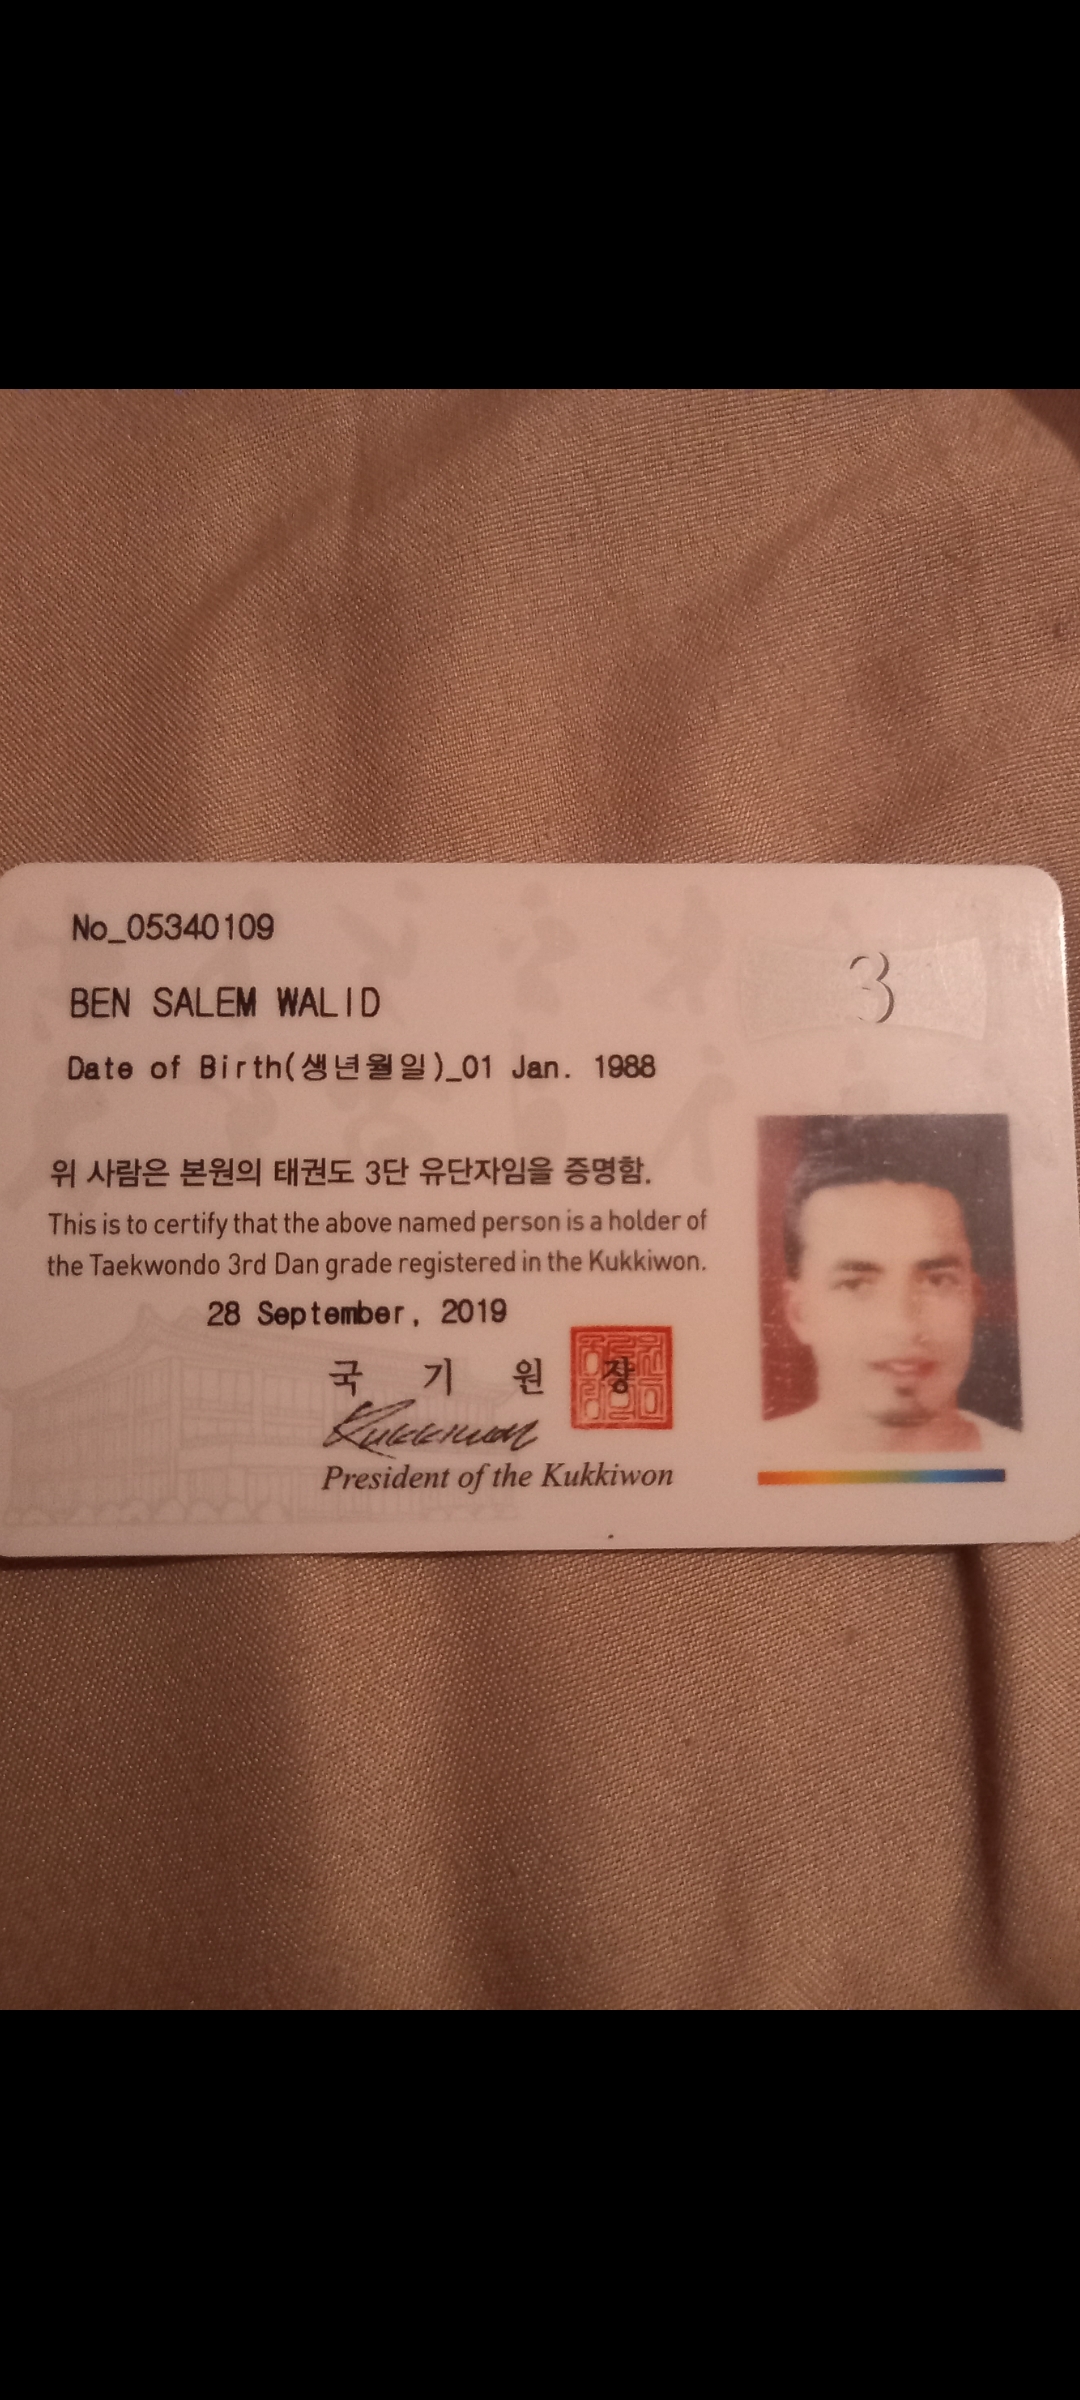 No_05340109
3
BEN SALEM WALID
Date of Birth(생년월일)_01 Jan. 1988
위 사람은 본원의 태권도 3단 유단자임을 증명함.
This is to certify that the above named person is a holder of
the Taekwondo 3rd Dan grade registered in the Kukkiwon.
28 September, 2019
국 기 원 장
Kukkiwon
President of the Kukkiwon